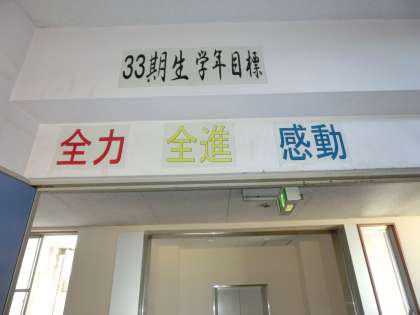 33期生学年目標
全力 全進 感動